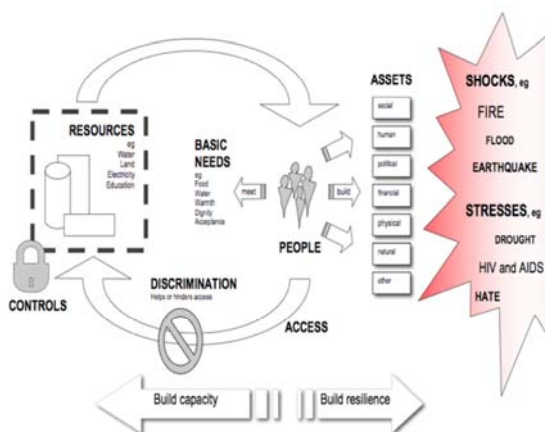 RESOURCES
eg
Water
Land
Electricity
Education
CONTROLS
BASIC
NEEDS
eg
Food
Water
Warmth
Dignity
Acceptance
meet
build
PEOPLE
ASSETS
social
human
political
financial
physical
natural
other
SHOCKS, eg
FIRE
FLOOD
EARTHQUAKE
STRESSES, eg
DROUGHT
HIV and AIDS
HATE
DISCRIMINATION
Helps or hinders access
ACCESS
Build capacity
Build resilience